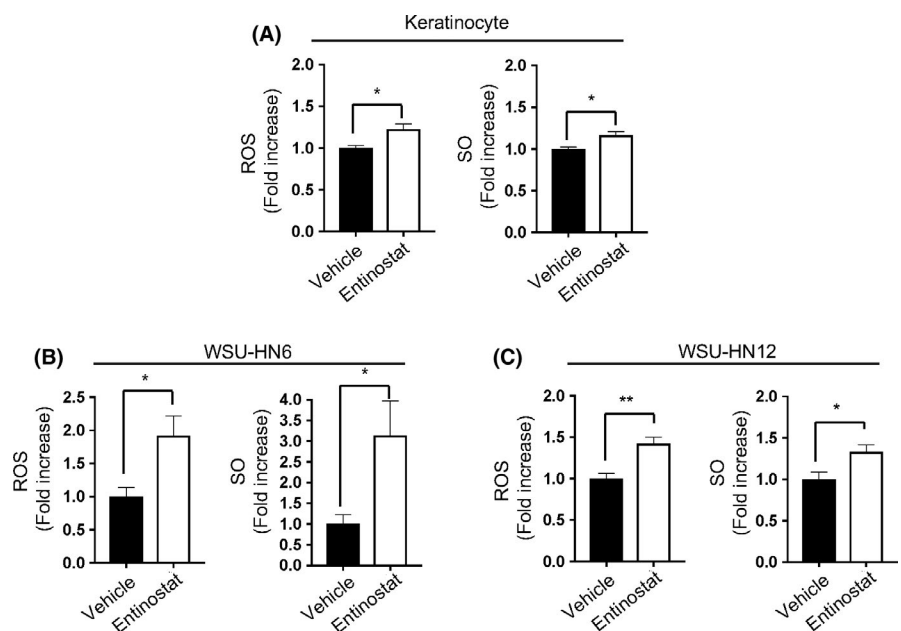 (A)
Keratinocyte
ROS
(Fold increase)
2.0
1.5
1.0
0.5
0.0
*
Vehicle
Entinostat
SO
(Fold increase)
2.0
1.5
1.0
0.5
0.0
*
Vehicle
Entinostat
(B)
WSU-HN6
ROS
(Fold increase)
2.5
2.0
1.5
1.0
0.5
0.0
*
Vehicle
Entinostat
SO
(Fold increase)
4.0
3.5
3.0
2.5
2.0
1.5
1.0
0.5
0.0
*
Vehicle
Entinostat
(C)
WSU-HN12
ROS
(Fold increase)
2.0
1.5
1.0
0.5
0.0
**
Vehicle
Entinostat
SO
(Fold increase)
2.0
1.5
1.0
0.5
0.0
*
Vehicle
Entinostat